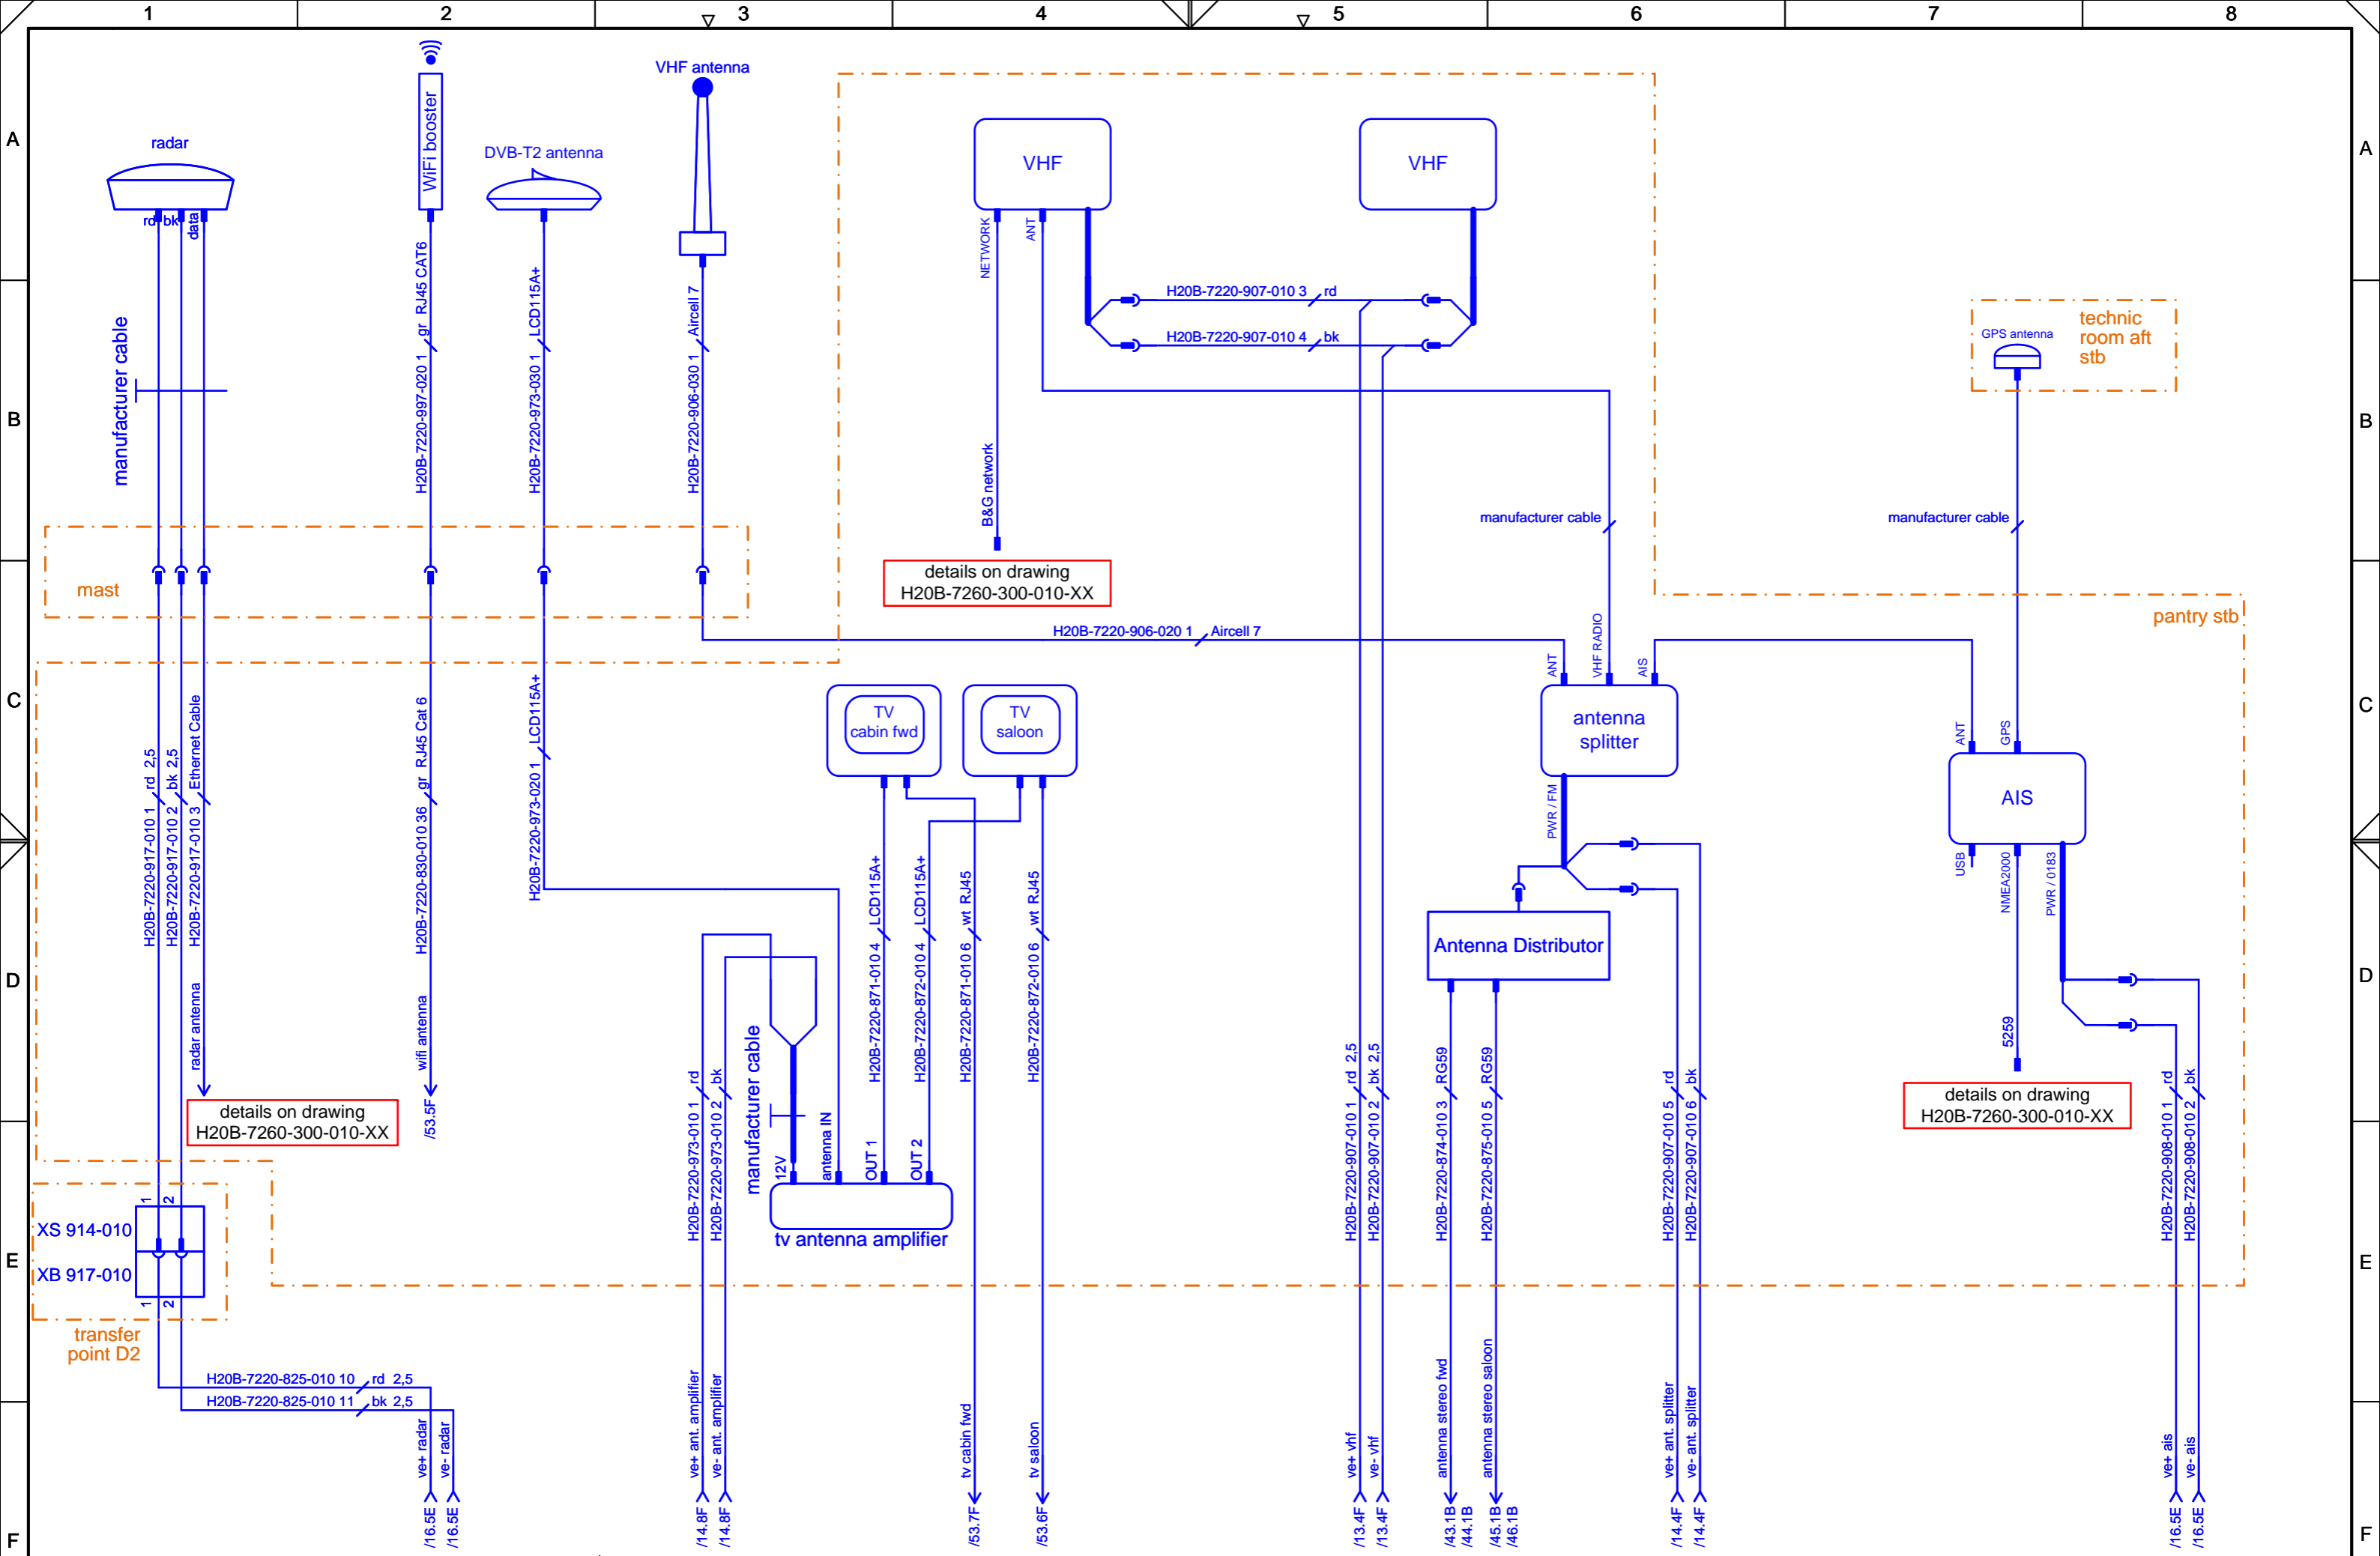 1 2 3 4 5 6 7 8
A
B
C
D
E
F
A
B
C
D
E
F
radar
rd bk data
manufacturer cable
WiFi booster
H20B-7220-997-020 1 gr RJ45 CAT6
DVB-T2 antenna
H20B-7220-973-030 1 LCD115A+
VHF antenna
H20B-7220-906-030 1 Aircell 7
VHF
NETWORK
ANT
VHF
H20B-7220-907-010 3 rd
H20B-7220-907-010 4 bk
B&G network
details on drawing
H20B-7260-300-010-XX
manufacturer cable
GPS antenna
technic
room aft
stb
manufacturer cable
mast
pantry stb
H20B-7220-906-020 1 Aircell 7
ANT
VHF RADIO
AIS
antenna
splitter
PWR / FM
ANT
GPS
AIS
USB
NMEA2000
PWR / 0183
5259
details on drawing
H20B-7260-300-010-XX
H20B-7220-917-010 1 rd 2,5
H20B-7220-917-010 2 bk 2,5
H20B-7220-917-010 3 Ethernet Cable
radar antenna
details on drawing
H20B-7260-300-010-XX
H20B-7220-830-010 36 gr RJ45 Cat 6
wifi antenna
/53.5F
H20B-7220-973-020 1 LCD115A+
TV
cabin fwd
TV
saloon
H20B-7220-871-010 4 LCD115A+
H20B-7220-872-010 4 LCD115A+
H20B-7220-871-010 6 wt RJ45
H20B-7220-872-010 6 wt RJ45
Antenna Distributor
H20B-7220-973-010 1 rd
H20B-7220-973-010 2 bk
manufacturer cable
12V
antenna IN
OUT 1
OUT 2
tv antenna amplifier
H20B-7220-907-010 1 rd 2,5
H20B-7220-907-010 2 bk 2,5
H20B-7220-874-010 3 RG59
H20B-7220-875-010 5 RG59
H20B-7220-907-010 5 rd
H20B-7220-907-010 6 bk
H20B-7220-908-010 1 rd
H20B-7220-908-010 2 bk
1 2
XS 914-010
XB 917-010
1 2
transfer
point D2
H20B-7220-825-010 10 rd 2,5
H20B-7220-825-010 11 bk 2,5
ve+ radar
ve- radar
/16.5E
/16.5E
ve+ ant. amplifier
ve- ant. amplifier
/14.8F
/14.8F
tv cabin fwd
/53.7F
tv saloon
/53.6F
ve+ vhf
ve- vhf
/13.4F
/13.4F
antenna stereo fwd
/43.1B
/44.1B
antenna stereo saloon
/45.1B
/46.1B
ve+ ant. splitter
ve- ant. splitter
/14.4F
/14.4F
ve+ ais
ve- ais
/16.5E
/16.5E